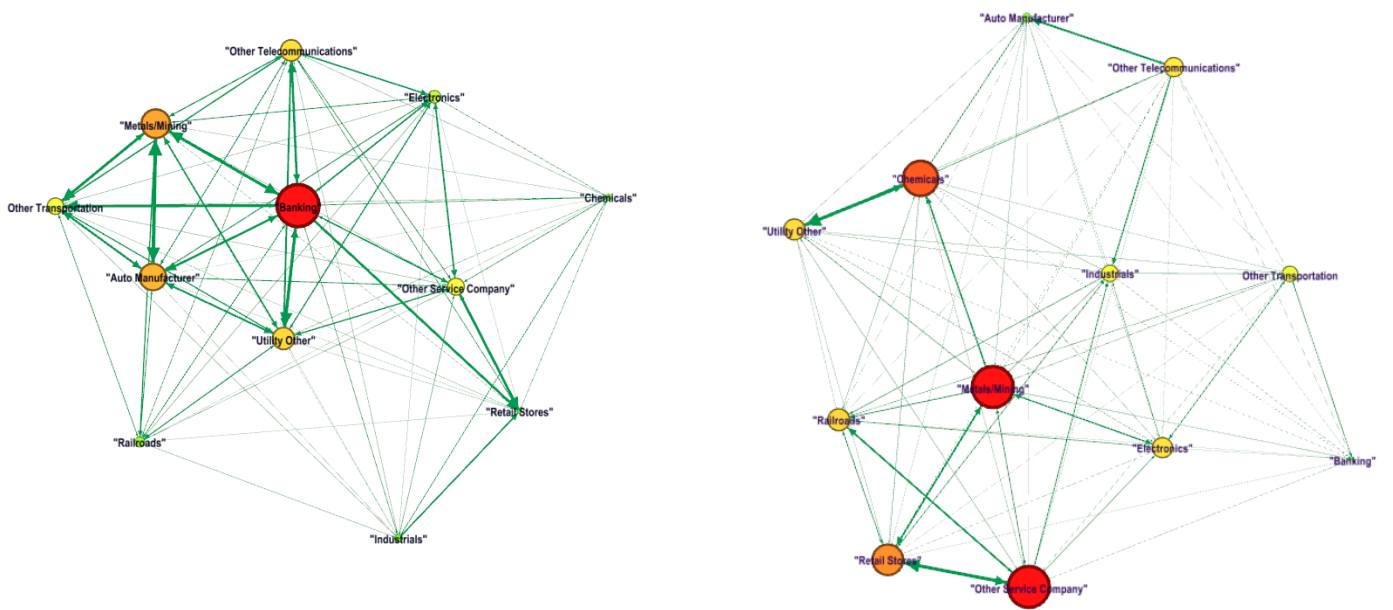 "Other Telecommunications"
"Electronics"
"Metals/Mining"
"Chemicals"
"Banking"
Other Transportation
"Auto Manufacturer"
"Other Service Company"
"Utility Other"
"Retail Stores"
"Railroads"
"Industrials"
"Auto Manufacturer"
"Other Telecommunications"
"Chemicals"
"Utility Other"
"Industrials"
Other Transportation
"Metals/Mining"
"Railroads"
"Electronics"
"Banking"
"Retail Stores"
"Other Service Company"